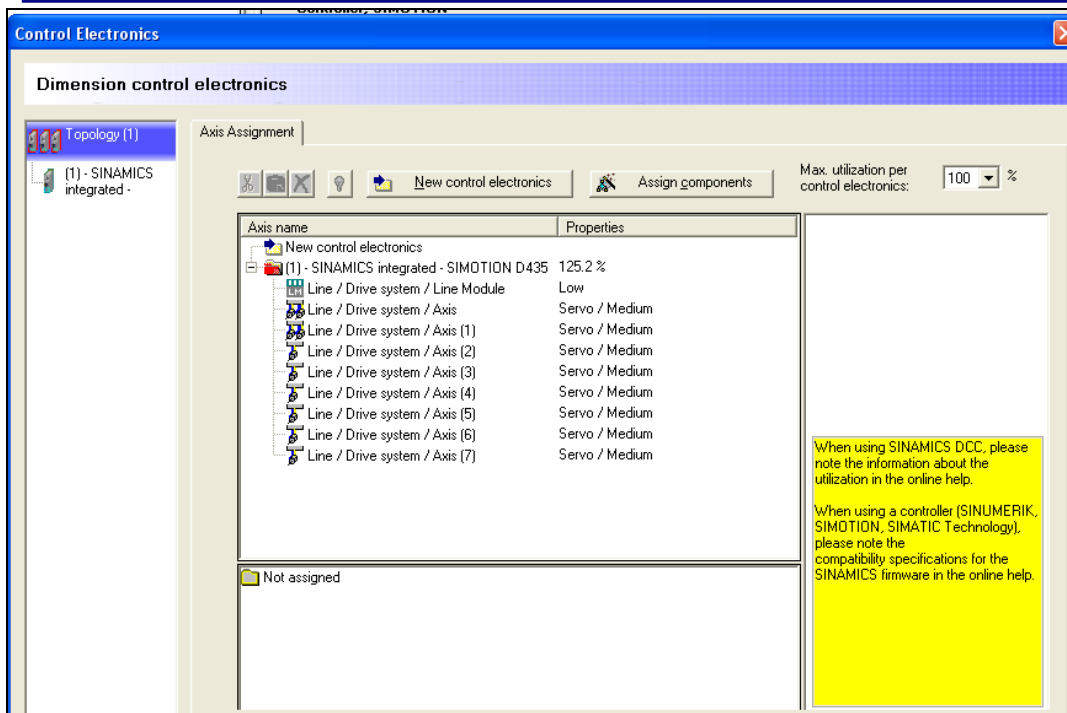 Controller, SIMOTION
Control Electronics
Dimension control electronics
Topology (1)
(1) - SINAMICS
integrated -
Axis Assignment
New control electronics
Assign components
Max. utilization per
control electronics:
100 %
Axis name Properties
New control electronics
(1) - SINAMICS integrated - SIMOTION D435 125.2 %
LM Line / Drive system / Line Module Low
Line / Drive system / Axis Servo / Medium
Line / Drive system / Axis (1) Servo / Medium
Line / Drive system / Axis (2) Servo / Medium
Line / Drive system / Axis (3) Servo / Medium
Line / Drive system / Axis (4) Servo / Medium
Line / Drive system / Axis (5) Servo / Medium
Line / Drive system / Axis (6) Servo / Medium
Line / Drive system / Axis (7) Servo / Medium
When using SINAMICS DCC, please
note the information about the
utilization in the online help.
When using a controller (SINUMERIK,
SIMOTION, SIMATIC Technology),
please note the
compatibility specifications for the
SINAMICS firmware in the online help.
Not assigned